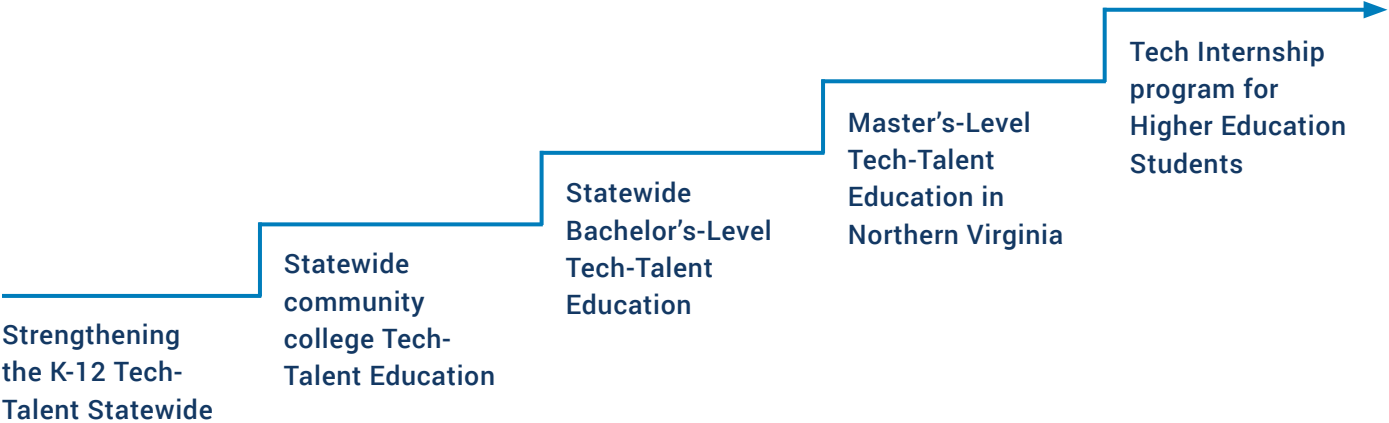 Strengthening
the K-12 Tech-
Talent Statewide
Statewide
community
college Tech-
Talent Education
Statewide
Bachelor’s-Level
Tech-Talent
Education
Master’s-Level
Tech-Talent
Education in
Northern Virginia
Tech Internship
program for
Higher Education
Students